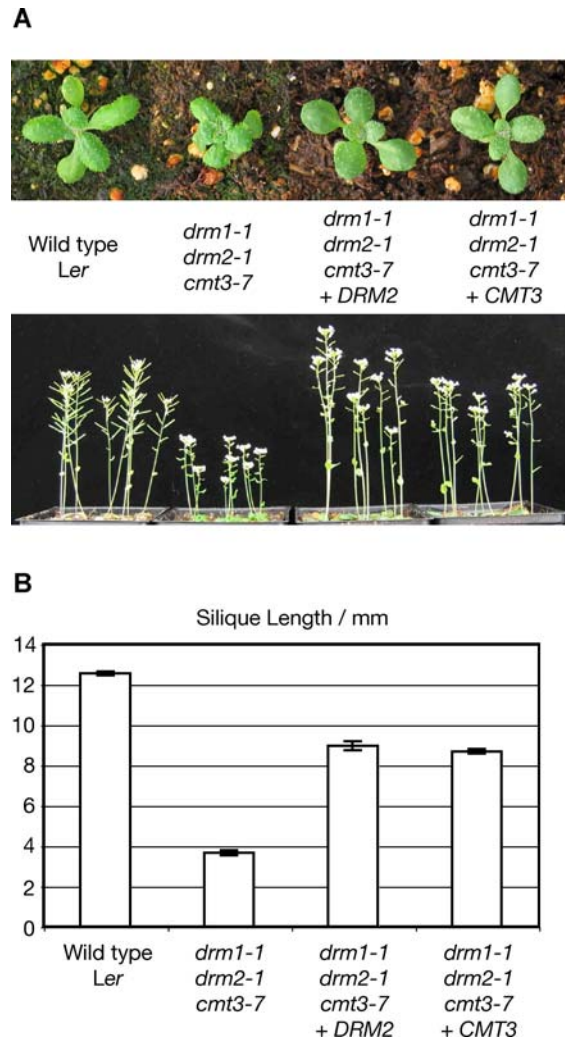 A
Wild type
Ler
drm1-1
drm2-1
cmt3-7
drm1-1
drm2-1
cmt3-7
+ DRM2
drm1-1
drm2-1
cmt3-7
+ CMT3
B
Silique Length / mm
14
12
10
8
6
4
2
0
Wild type
Ler
drm1-1
drm2-1
cmt3-7
drm1-1
drm2-1
cmt3-7
+ DRM2
drm1-1
drm2-1
cmt3-7
+ CMT3